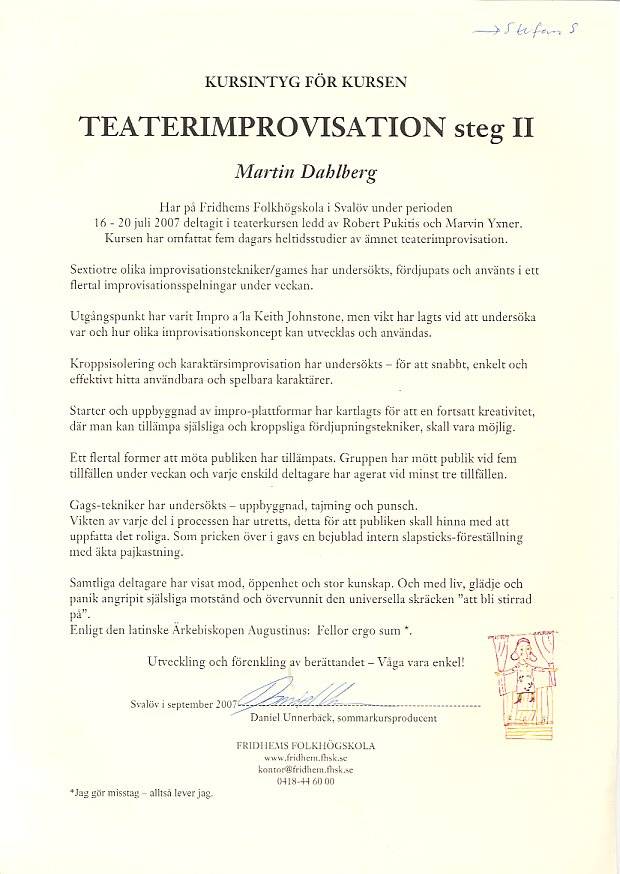 →Stefan S
KURSINTYG FÖR KURSEN
TEATERIMPROVISATION steg II
Martin Dahlberg
Har på Fridhems Folkhögskola i Svalöv under perioden
16 - 20 juli 2007 deltagit i teaterkursen ledd av Robert Pukitis och Marvin Yxner.
Kursen har omfattat fem dagars heltidsstudier av ämnet teaterimprovisation.
Sextiotre olika improvisationstekniker/games har undersökts, fördjupats och använts i ett
flertal improvisationsspelningar under veckan.
Utgångspunkt har varit Impro a´la Keith Johnstone, men vikt har lagts vid att undersöka
var och hur olika improvisationskoncept kan utvecklas och användas.
Kroppsisolering och karaktärsimprovisation har undersökts – för att snabbt, enkelt och
effektivt hitta användbara och spelbara karaktärer.
Starter och uppbyggnad av impro-plattformar har kartlagts för att en fortsatt kreativitet,
där man kan tillämpa själsliga och kroppsliga fördjupningstekniker, skall vara möjlig.
Ett flertal former att möta publiken har tillämpats. Gruppen har mött publik vid fem
tillfällen under veckan och varje enskild deltagare har agerat vid minst tre tillfällen.
Gags-tekniker har undersökts – uppbyggnad, tajming och punsch.
Vikten av varje del i processen har utretts, detta för att publiken skall hinna med att
uppfatta det roliga. Som pricken över i gavs en bejublad intern slapsticks-föreställning
med äkta pajkastning.
Samtliga deltagare har visat mod, öppenhet och stor kunskap. Och med liv, glädje och
panik angripit själsliga motstånd och övervunnit den universella skräcken ”att bli stirrad
på”.
Enligt den latinske Ärkebiskopen Augustinus: Fellor ergo sum *.
Utveckling och förenkling av berättandet – Våga vara enkel!
Svalöv i september 2007
Daniel Unnerbäck, sommarkursproducent
FRIDHEMS FOLKHÖGSKOLA
www.fridhem.fhsk.se
kontor@fridhem.fhsk.se
0418-44 60 00
*Jag gör misstag – alltså lever jag.